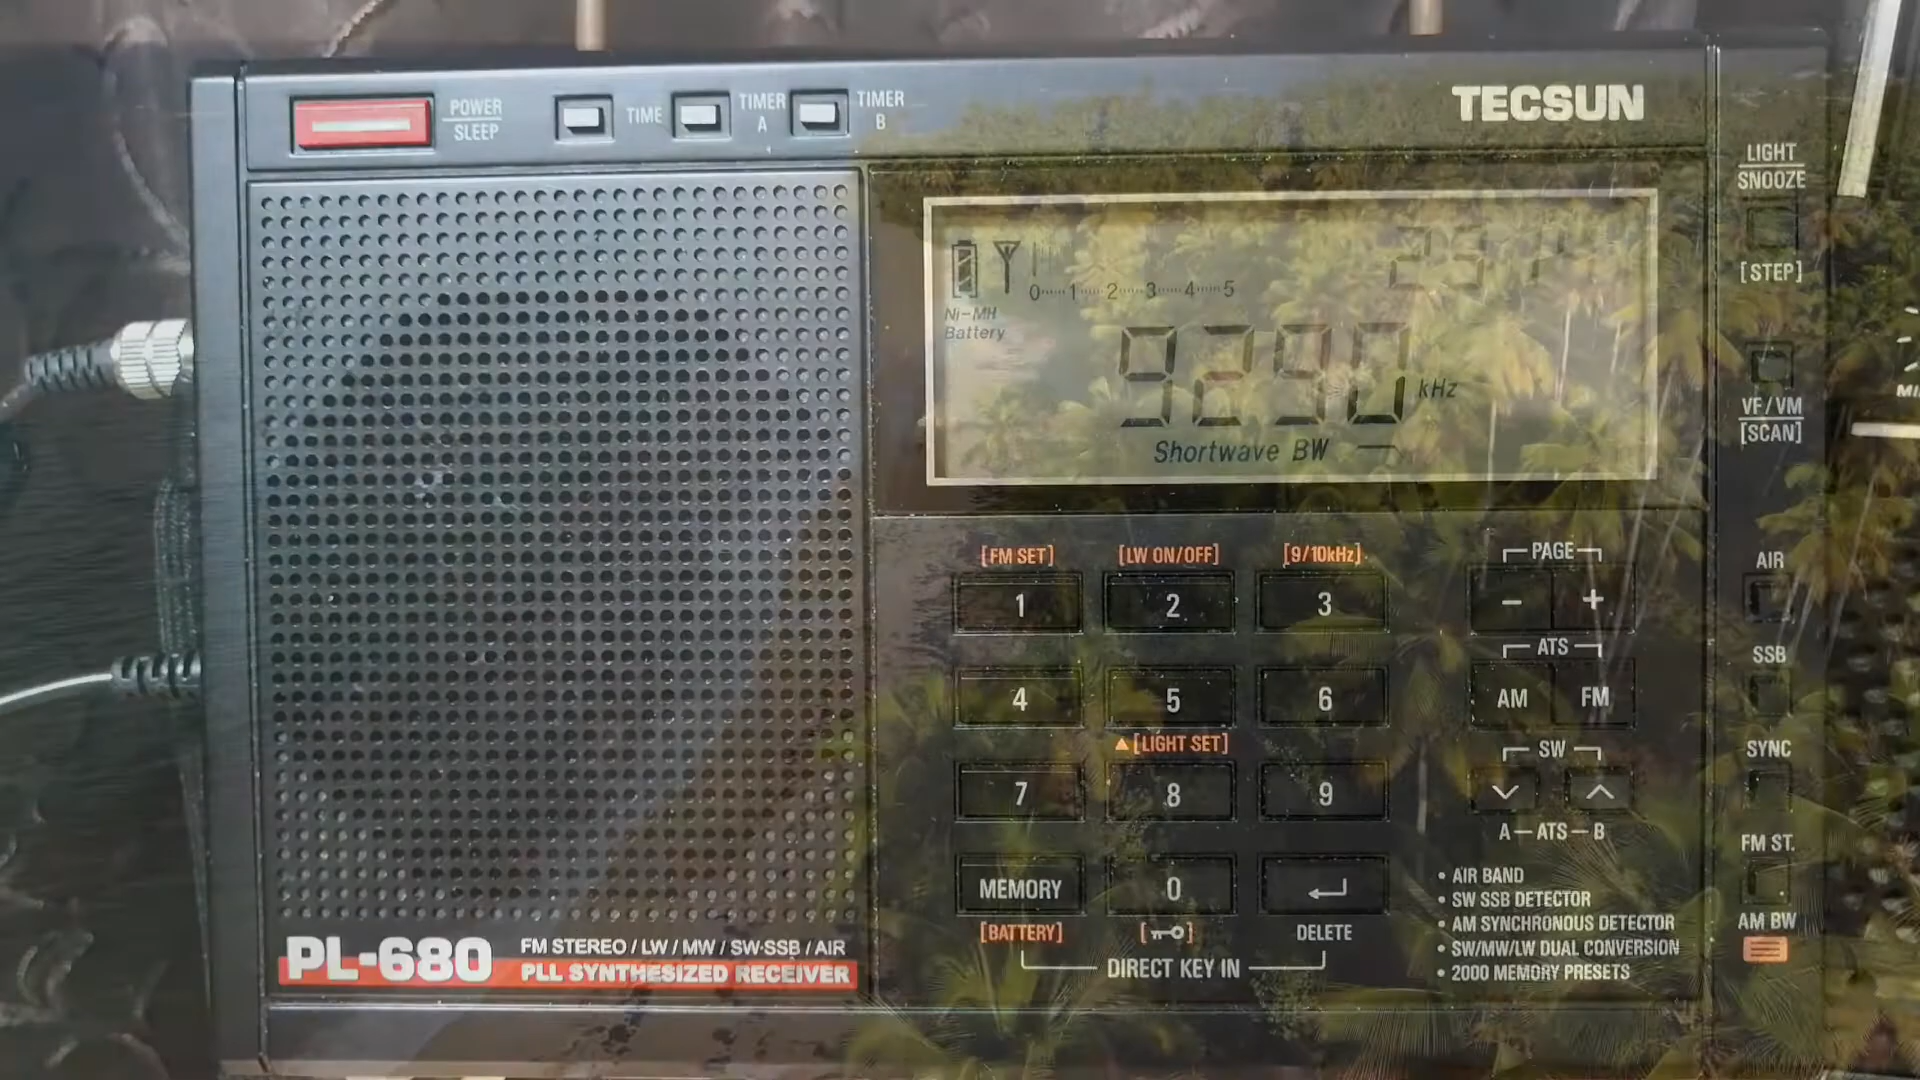 POWER
SLEEP
TIME
TIMER
A
TIMER
B
TECSUN
LIGHT
SNOOZE
[STEP]
0 1 2 3 4 5
Ni-MH
Battery
9290 kHz
Shortwave BW
VF/VM
[SCAN]
[FM SET] [LW ON/OFF] [9/10kHz]
PAGE
1 2 3 - +
AIR
ATS
SSB
4 5 6 AM FM
[LIGHT SET]
SW
SYNC
7 8 9
A—ATS—B
FM ST.
MEMORY 0
[BATTERY] DELETE
DIRECT KEY IN
• AIR BAND
• SW SSB DETECTOR
• AM SYNCHRONOUS DETECTOR
• SW/MW/LW DUAL CONVERSION
• 2000 MEMORY PRESETS
AM BW
PL-680
FM STEREO / LW / MW / SW·SSB / AIR
PLL SYNTHESIZED RECEIVER